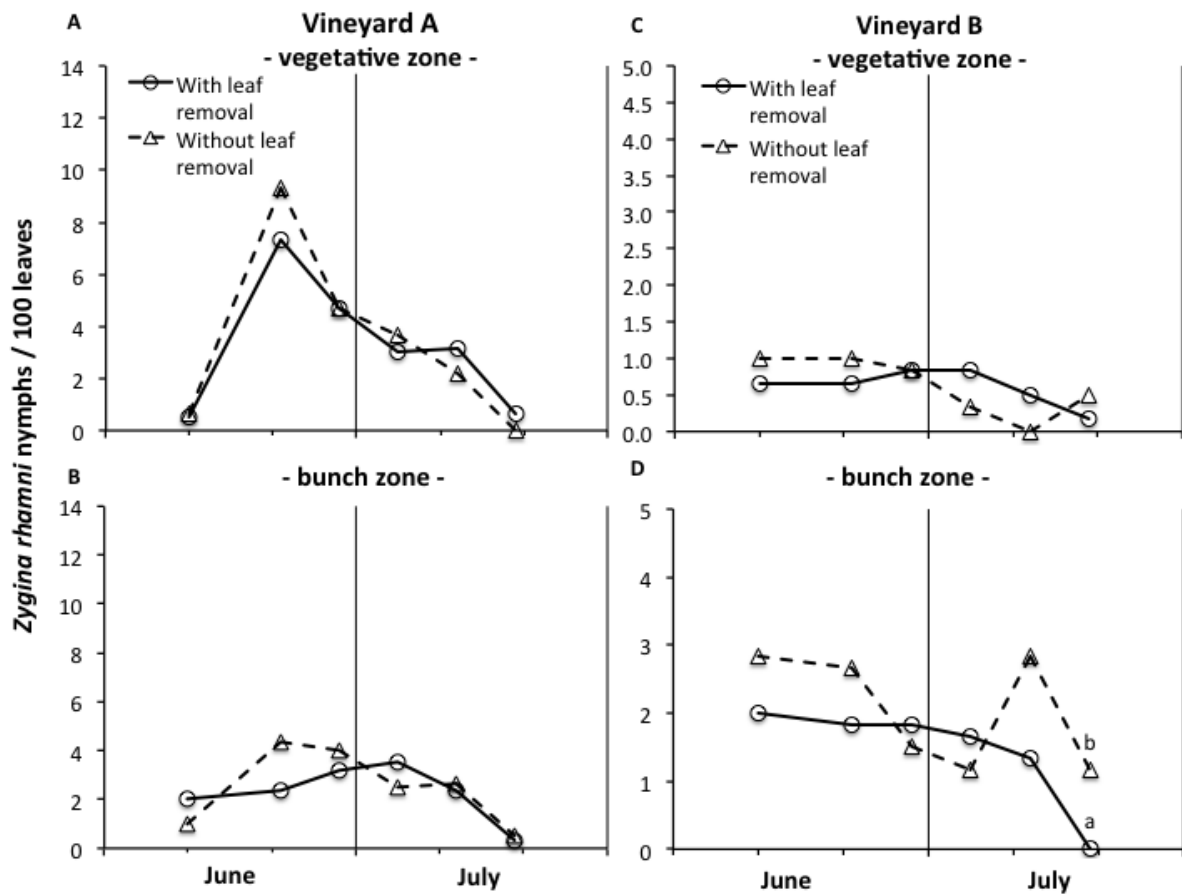 A
Vineyard A
- vegetative zone -
14
12
10
8
6
4
2
0
With leaf
removal
Without leaf
removal
C
Vineyard B
- vegetative zone -
5.0
4.5
4.0
3.5
3.0
2.5
2.0
1.5
1.0
0.5
0.0
With leaf
removal
Without leaf
removal
Zygina rhamni nymphs / 100 leaves
B
- bunch zone -
14
12
10
8
6
4
2
0
June
July
D
- bunch zone -
5
4
3
2
1
0
b
a
June
July